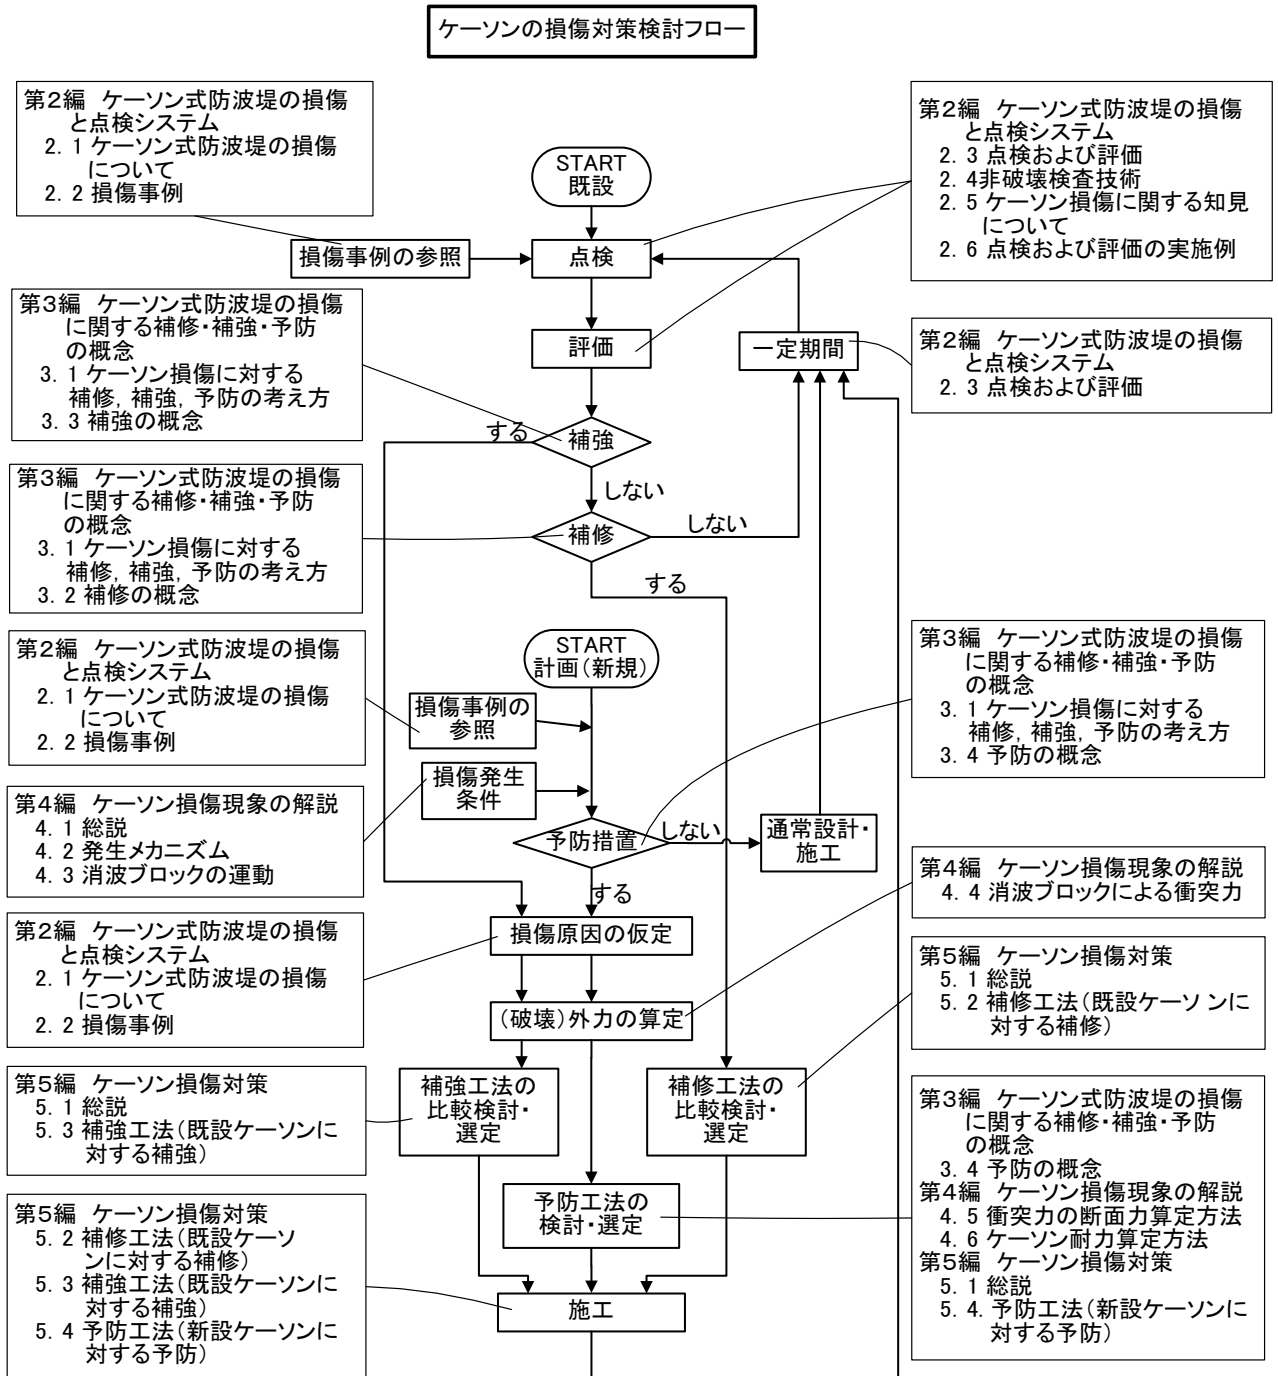 ケーソンの損傷対策検討フロー
第2編 ケーソン式防波堤の損傷
と点検システム
2. 1 ケーソン式防波堤の損傷
について
2. 2 損傷事例
START
既設
第2編 ケーソン式防波堤の損傷
と点検システム
2. 3 点検および評価
2. 4非破壊検査技術
2. 5 ケーソン損傷に関する知見
について
2. 6 点検および評価の実施例
損傷事例の参照
点検
第3編 ケーソン式防波堤の損傷
に関する補修・補強・予防
の概念
3. 1 ケーソン損傷に対する
補修, 補強, 予防の考え方
3. 3 補強の概念
評価
一定期間
第2編 ケーソン式防波堤の損傷
と点検システム
2. 3 点検および評価
する
補強
しない
第3編 ケーソン式防波堤の損傷
に関する補修・補強・予防
の概念
3. 1 ケーソン損傷に対する
補修, 補強, 予防の考え方
3. 2 補修の概念
補修
しない
する
第2編 ケーソン式防波堤の損傷
と点検システム
2. 1 ケーソン式防波堤の損傷
について
2. 2 損傷事例
START
計画(新規)
損傷事例の
参照
第3編 ケーソン式防波堤の損傷
に関する補修・補強・予防
の概念
3. 1 ケーソン損傷に対する
補修, 補強, 予防の考え方
3. 4 予防の概念
損傷発生
条件
第4編 ケーソン損傷現象の解説
4. 1 総説
4. 2 発生メカニズム
4. 3 消波ブロックの運動
予防措置
しない
通常設計・
施工
する
第4編 ケーソン損傷現象の解説
4. 4 消波ブロックによる衝突力
第2編 ケーソン式防波堤の損傷
と点検システム
2. 1 ケーソン式防波堤の損傷
について
2. 2 損傷事例
損傷原因の仮定
(破壊)外力の算定
第5編 ケーソン損傷対策
5. 1 総説
5. 2 補修工法(既設ケーソンに
対する補修)
第5編 ケーソン損傷対策
5. 1 総説
5. 3 補強工法(既設ケーソンに
対する補強)
補強工法の
比較検討・
選定
補修工法の
比較検討・
選定
第3編 ケーソン式防波堤の損傷
に関する補修・補強・予防
の概念
3. 4 予防の概念
第4編 ケーソン損傷現象の解説
4. 5 衝突力の断面力算定方法
4. 6 ケーソン耐力算定方法
第5編 ケーソン損傷対策
5. 1 総説
5. 4. 予防工法(新設ケーソンに
対する予防)
予防工法の
検討・選定
第5編 ケーソン損傷対策
5. 2 補修工法(既設ケーソ
ンに対する補修)
5. 3 補強工法(既設ケーソンに
対する補強)
5. 4 予防工法(新設ケーソンに
対する予防)
施工